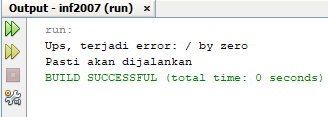 Output - inf2007 (run) ×
run:
Ups, terjadi error: / by zero
Pasti akan dijalankan
BUILD SUCCESSFUL (total time: 0 seconds)